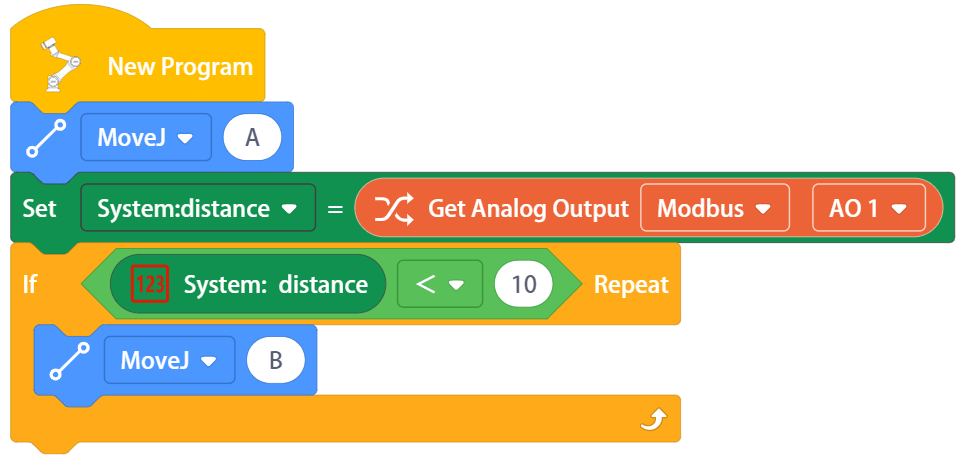 New Program
MoveJ A
Set System:distance = Get Analog Output Modbus AO 1
If 123 System: distance < 10 Repeat
MoveJ B